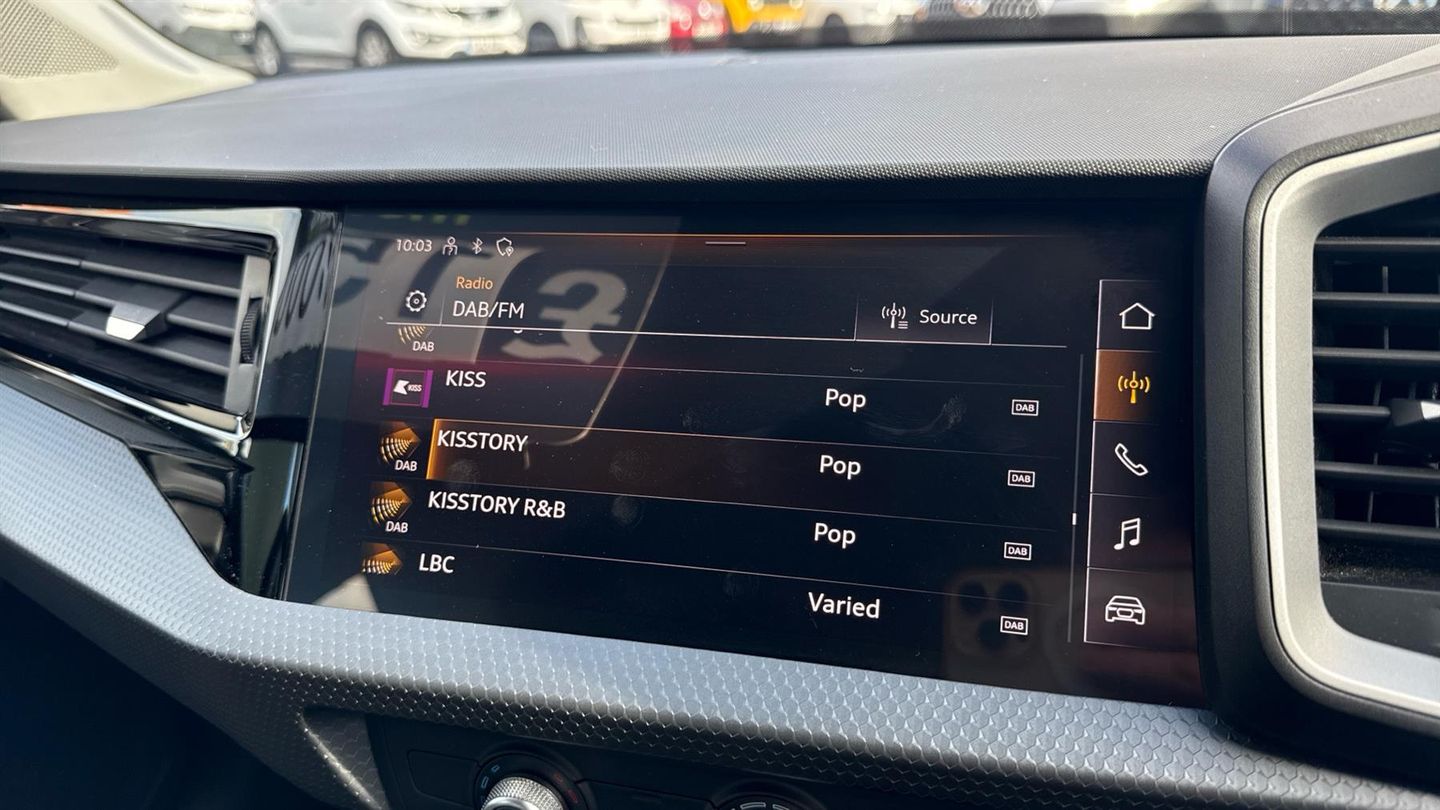 10:03
Radio
DAB/FM
Source
DAB
KISS
KISS
Pop
DAB
KISSTORY
DAB
Pop
DAB
KISSTORY R&B
DAB
Pop
DAB
LBC
Varied
DAB